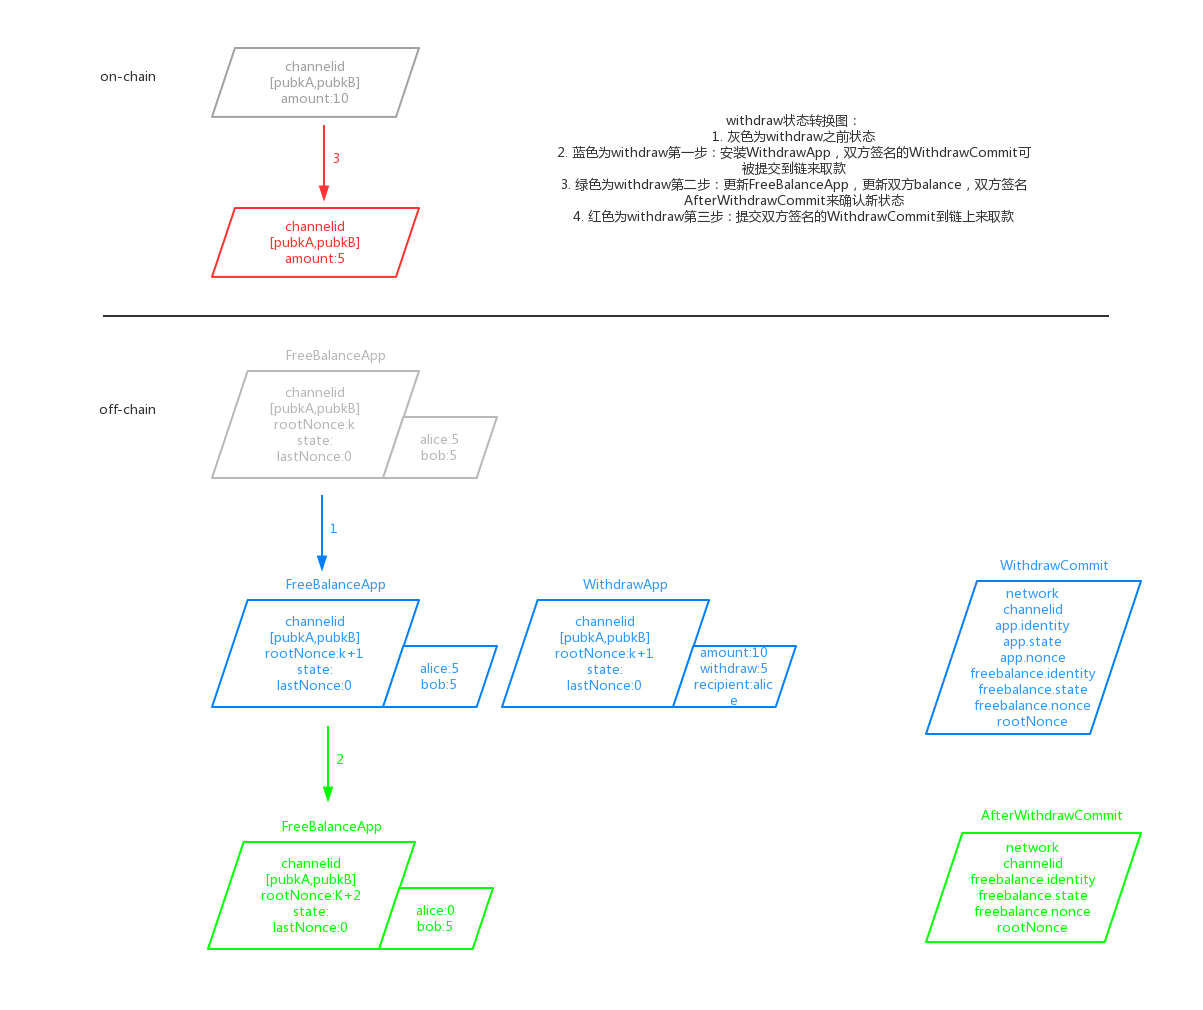 on-chain
channelid
[pubkA,pubkB]
amount:10
3
channelid
[pubkA,pubkB]
amount:5
withdraw状态转换图：
1. 灰色为withdraw之前状态
2. 蓝色为withdraw第一步：安装WithdrawApp，双方签名的WithdrawCommit可
被提交到链来取款
3. 绿色为withdraw第二步：更新FreeBalanceApp，更新双方balance，双方签名
AfterWithdrawCommit来确认新状态
4. 红色为withdraw第三步：提交双方签名的WithdrawCommit到链上来取款
off-chain
FreeBalanceApp
channelid
[pubkA,pubkB]
rootNonce:k
state:
lastNonce:0
alice:5
bob:5
1
FreeBalanceApp
channelid
[pubkA,pubkB]
rootNonce:k+1
state:
lastNonce:0
alice:5
bob:5
WithdrawApp
channelid
[pubkA,pubkB]
rootNonce:k+1
state:
lastNonce:0
amount:10
withdraw:5
recipient:alic
e
WithdrawCommit
network
channelid
app.identity
app.state
app.nonce
freebalance.identity
freebalance.state
freebalance.nonce
rootNonce
2
FreeBalanceApp
channelid
[pubkA,pubkB]
rootNonce:K+2
state:
lastNonce:0
alice:0
bob:5
AfterWithdrawCommit
network
channelid
freebalance.identity
freebalance.state
freebalance.nonce
rootNonce